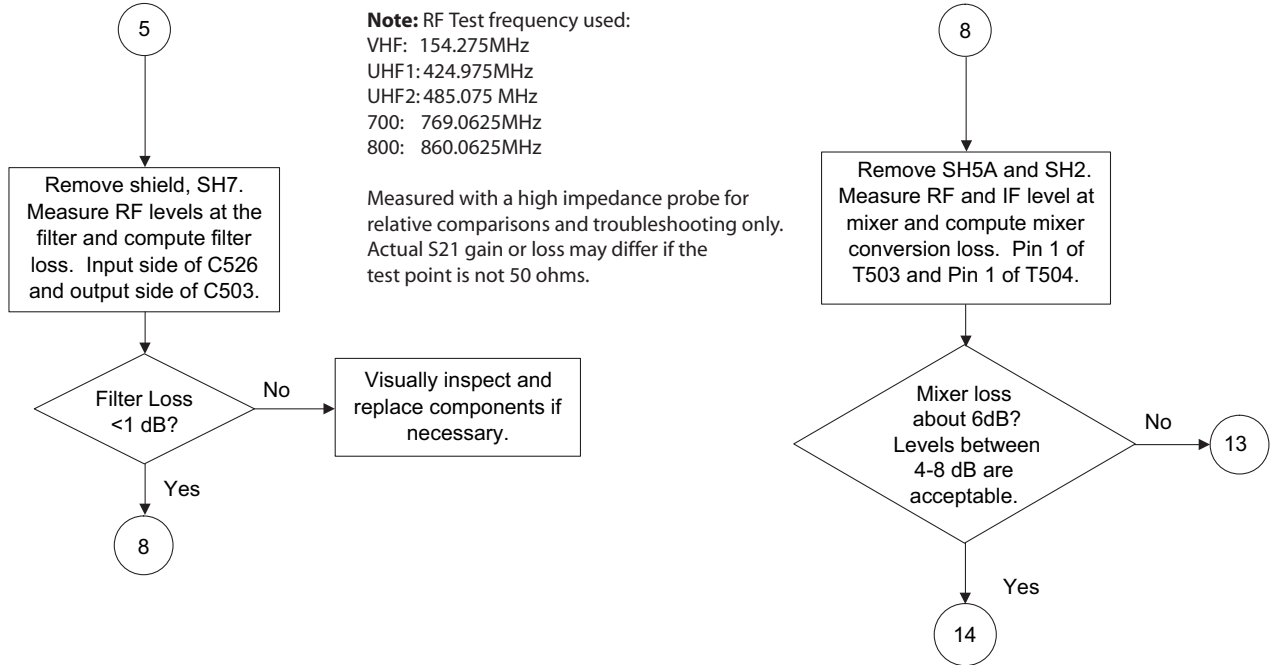 5
Remove shield, SH7.
Measure RF levels at the
filter and compute filter
loss. Input side of C526
and output side of C503.
Filter Loss
<1 dB?
No
Visually inspect and
replace components if
necessary.
Yes
8
Note: RF Test frequency used:
VHF: 154.275MHz
UHF1: 424.975MHz
UHF2: 485.075 MHz
700: 769.0625MHz
800: 860.0625MHz
Measured with a high impedance probe for
relative comparisons and troubleshooting only.
Actual S21 gain or loss may differ if the
test point is not 50 ohms.
8
Remove SH5A and SH2.
Measure RF and IF level at
mixer and compute mixer
conversion loss. Pin 1 of
T503 and Pin 1 of T504.
Mixer loss
about 6dB?
Levels between
4-8 dB are
acceptable.
No
13
Yes
14